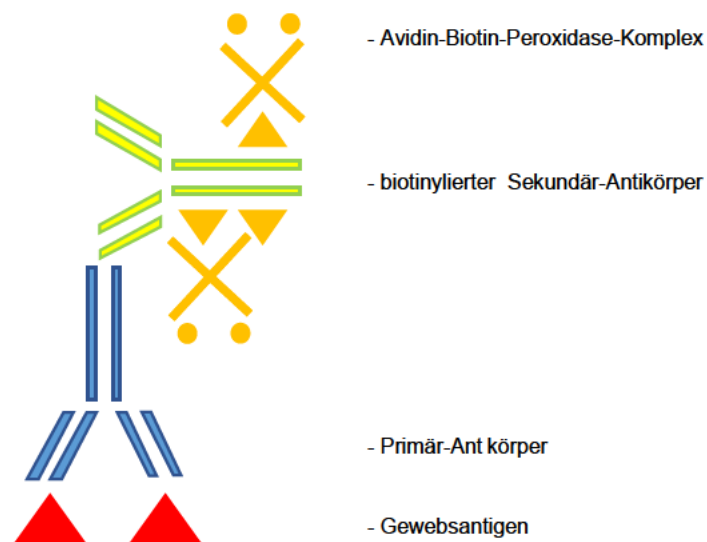 - Avidin-Biotin-Peroxidase-Komplex
- biotinylierter Sekundär-Antikörper
- Primär-Ant körper
- Gewebsantigen